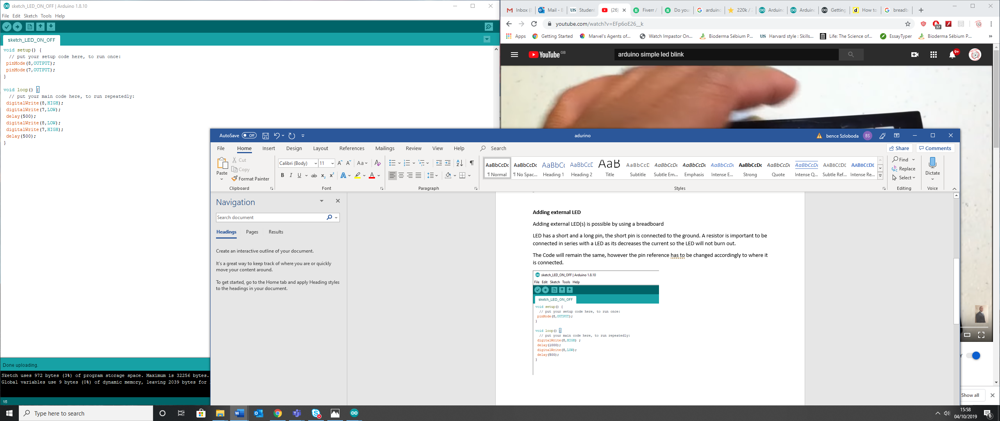 sketch_LED_ON_OFF | Arduino 1.8.10
File Edit Sketch Tools Help
sketch_LED_ON_OFF
void setup() {
// put your setup code here, to run once:
pinMode(8,OUTPUT);
pinMode(7,OUTPUT);
}
void loop() {
// put your main code here, to run repeatedly:
digitalWrite(8,HIGH);
digitalWrite(7,LOW);
delay(500);
digitalWrite(8,LOW);
digitalWrite(7,HIGH);
delay(500);
}
Done uploading.
Sketch uses 972 bytes (3%) of program storage space. Maximum is 32256 bytes.
Global variables use 9 bytes (0%) of dynamic memory, leaving 2039 bytes for
15
Inbox (8 Mail - B US Student (26) Fiverr / Do you arduin 220k / Arduin Arduin Getting How to breadb
youtube.com/watch?v=EFp6oE26__k
37
Apps Getting Started Marvel's Agents of... Watch Impastor On... Bioderma Sébium P... US Harvard style : Skills... Life: The Science of... EssayTyper Bioderma Sébium P... »
YouTube GB
arduino simple led blink
9+
AutoSave Off
adurino
bence Szloboda BS
File Home Insert Design Layout References Mailings Review View Help Search
Share Comments
Paste
Cut
Copy
Format Painter
Clipboard
Calibri (Body) 11
Aa
B I U ab x₂ x² A A
Font
Paragraph
AaBbCcDc AaBbCcDc AaBbCc AaBbCcD AaB AaBbCcD AaBbCcDc AaBbCcDc AaBbCcDc AaBbCcDc AaBbCcDc AaBbCcDc AaBbCcDd AaBbCcDd
¶ Normal ¶ No Spac... Heading 1 Heading 2 Title Subtitle Subtle Em... Emphasis Intense E... Strong Quote Intense Q... Subtle Ref... Intense Re...
Styles
Find
Replace
Select
Editing
Dictate
Voice
Navigation
Search document
Headings Pages Results
Create an interactive outline of your document.
It's a great way to keep track of where you are or quickly
move your content around.
To get started, go to the Home tab and apply Heading styles
to the headings in your document.
Adding external LED
Adding external LED(s) is possible by using a breadboard
LED has a short and a long pin, the short pin is connected to the ground. A resistor is important to be
connected in series with a LED as its decreases the current so the LED will not burn out.
The Code will remain the same, however the pin reference has to be changed accordingly to where it
is connected.
sketch_LED_ON_OFF | Arduino 1.8.10
File Edit Sketch Tools Help
sketch_LED_ON_OFF
void setup() {
// put your setup code here, to run once:
pinMode(8,OUTPUT);
}
void loop() {
// put your main code here, to run repeatedly:
digitalWrite(8,HIGH) ;
delay(1000);
digitalWrite(8,LOW);
delay(500);
}
Show all
Type here to search
15:58
04/10/2019
6